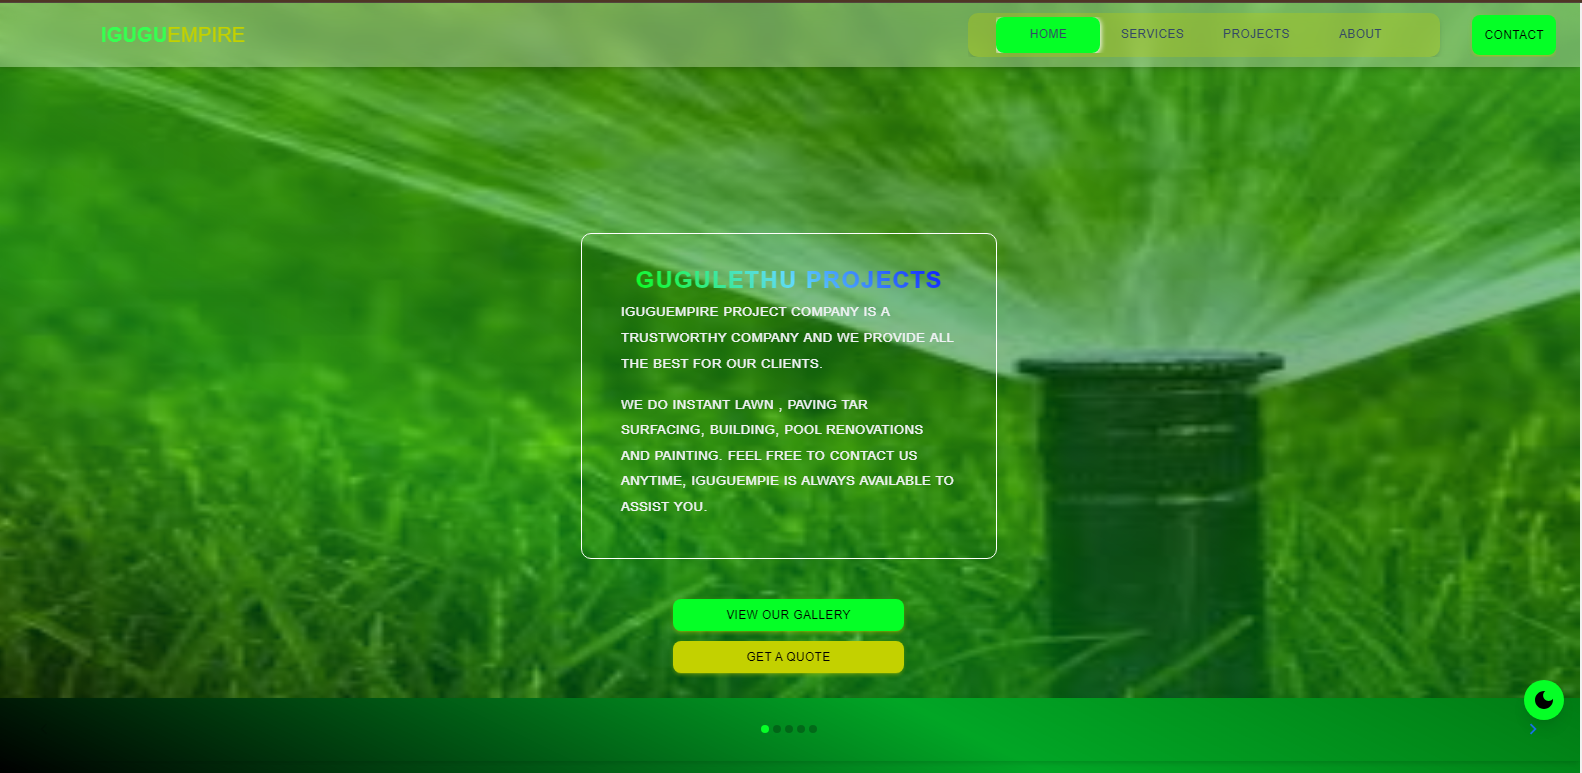 IGUGUEMPIRE
HOME
SERVICES
PROJECTS
ABOUT
CONTACT
GUGULETHU PROJECTS
IGUGUEMPIRE PROJECT COMPANY IS A
TRUSTWORTHY COMPANY AND WE PROVIDE ALL
THE BEST FOR OUR CLIENTS.
WE DO INSTANT LAWN , PAVING TAR
SURFACING, BUILDING, POOL RENOVATIONS
AND PAINTING. FEEL FREE TO CONTACT US
ANYTIME, IGUGUEMPIE IS ALWAYS AVAILABLE TO
ASSIST YOU.
VIEW OUR GALLERY
GET A QUOTE